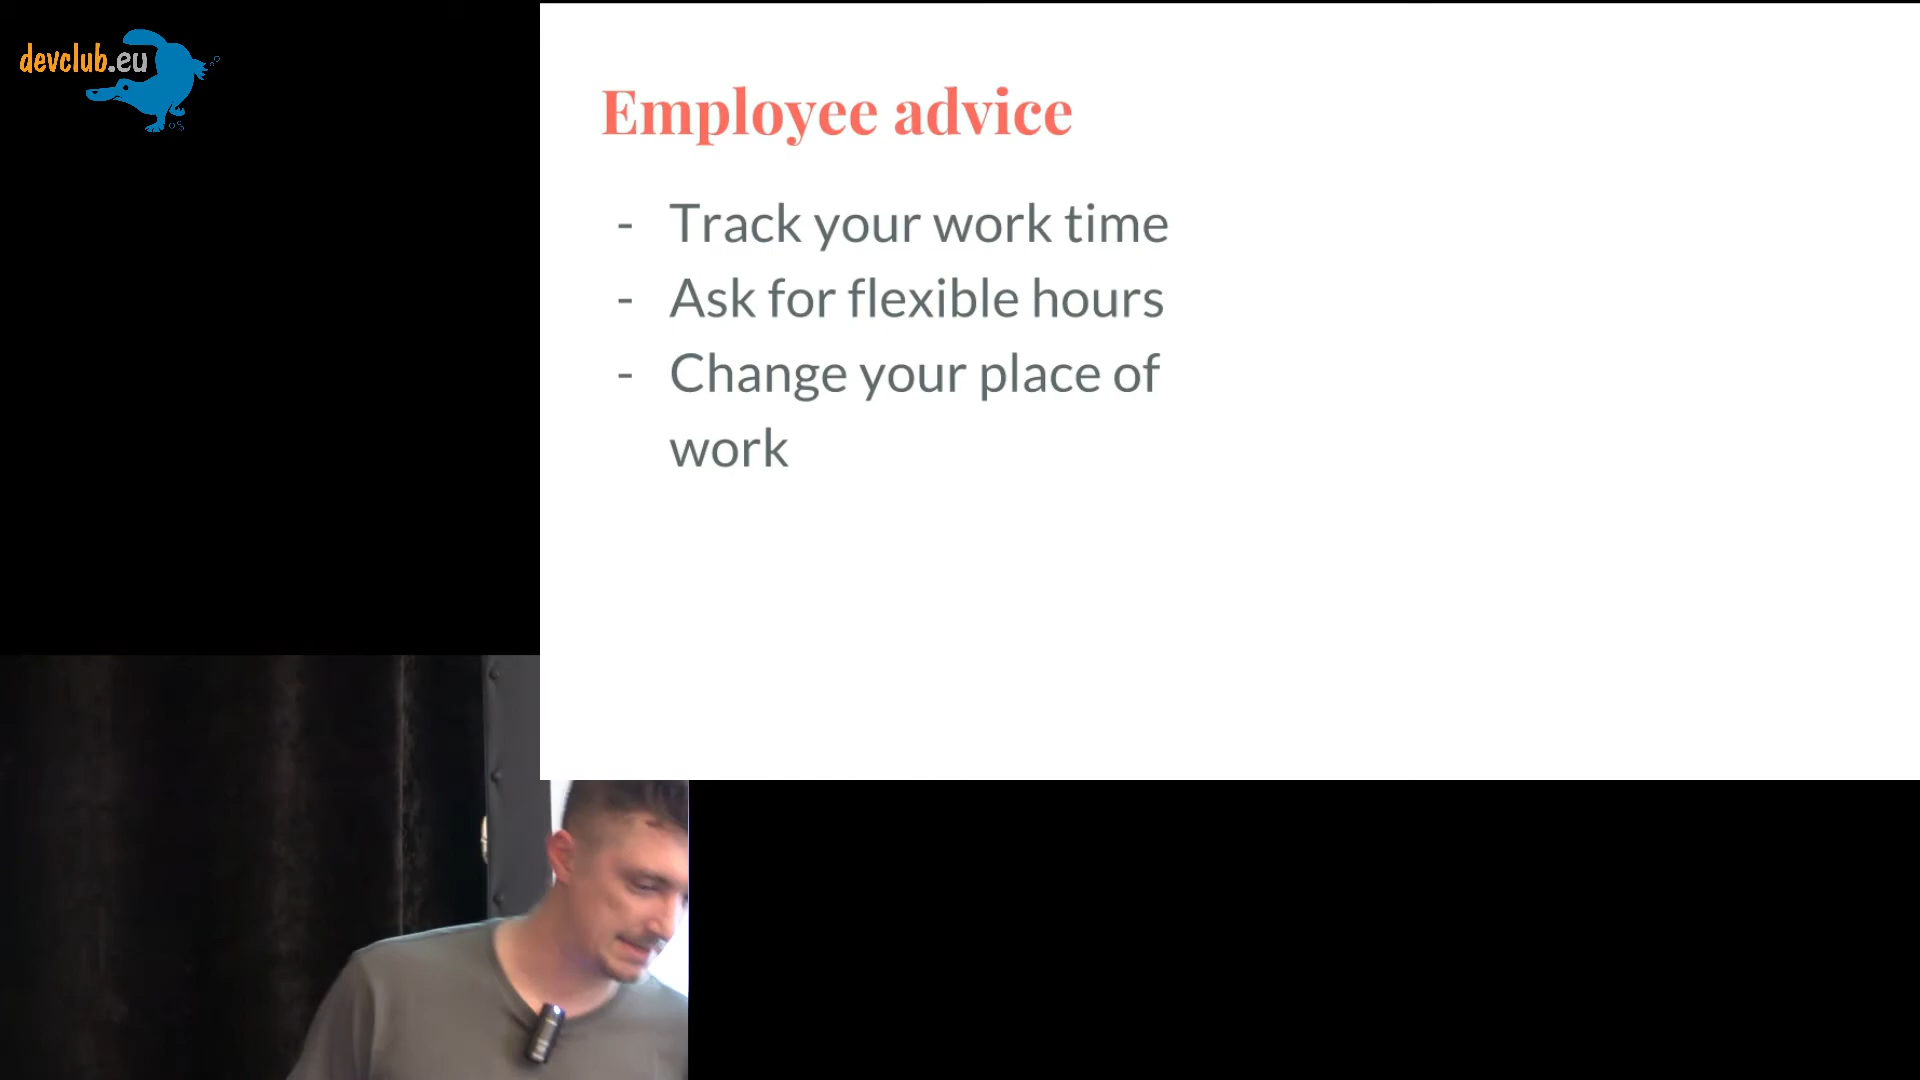 devclub.eu
Employee advice
- Track your work time
- Ask for flexible hours
- Change your place of
work